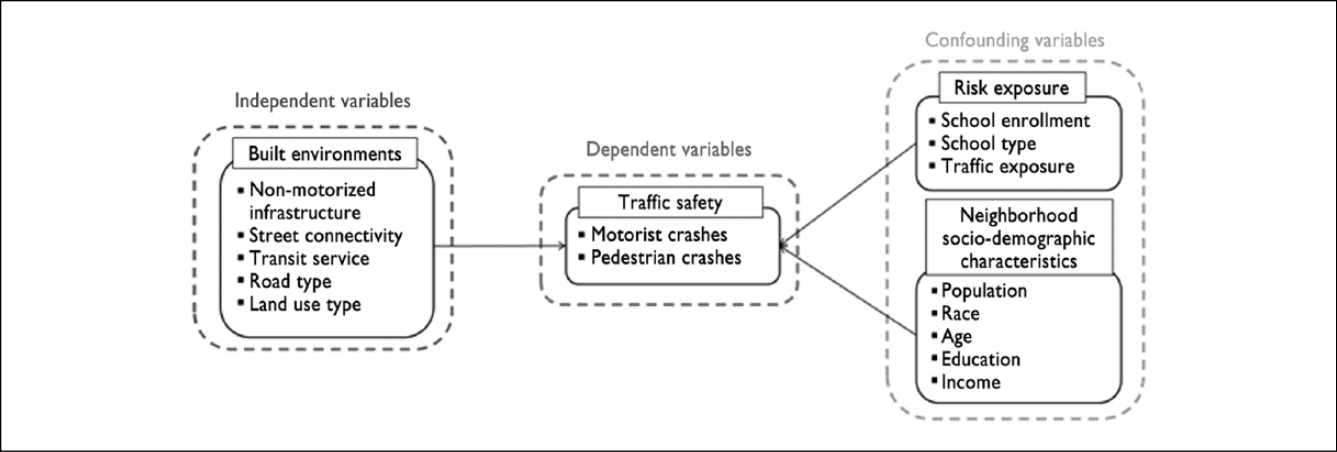 Independent variables
Built environments
▪ Non-motorized
infrastructure
▪ Street connectivity
▪ Transit service
▪ Road type
▪ Land use type
Dependent variables
Traffic safety
▪ Motorist crashes
▪ Pedestrian crashes
Confounding variables
Risk exposure
▪ School enrollment
▪ School type
▪ Traffic exposure
Neighborhood
socio-demographic
characteristics
▪ Population
▪ Race
▪ Age
▪ Education
▪ Income